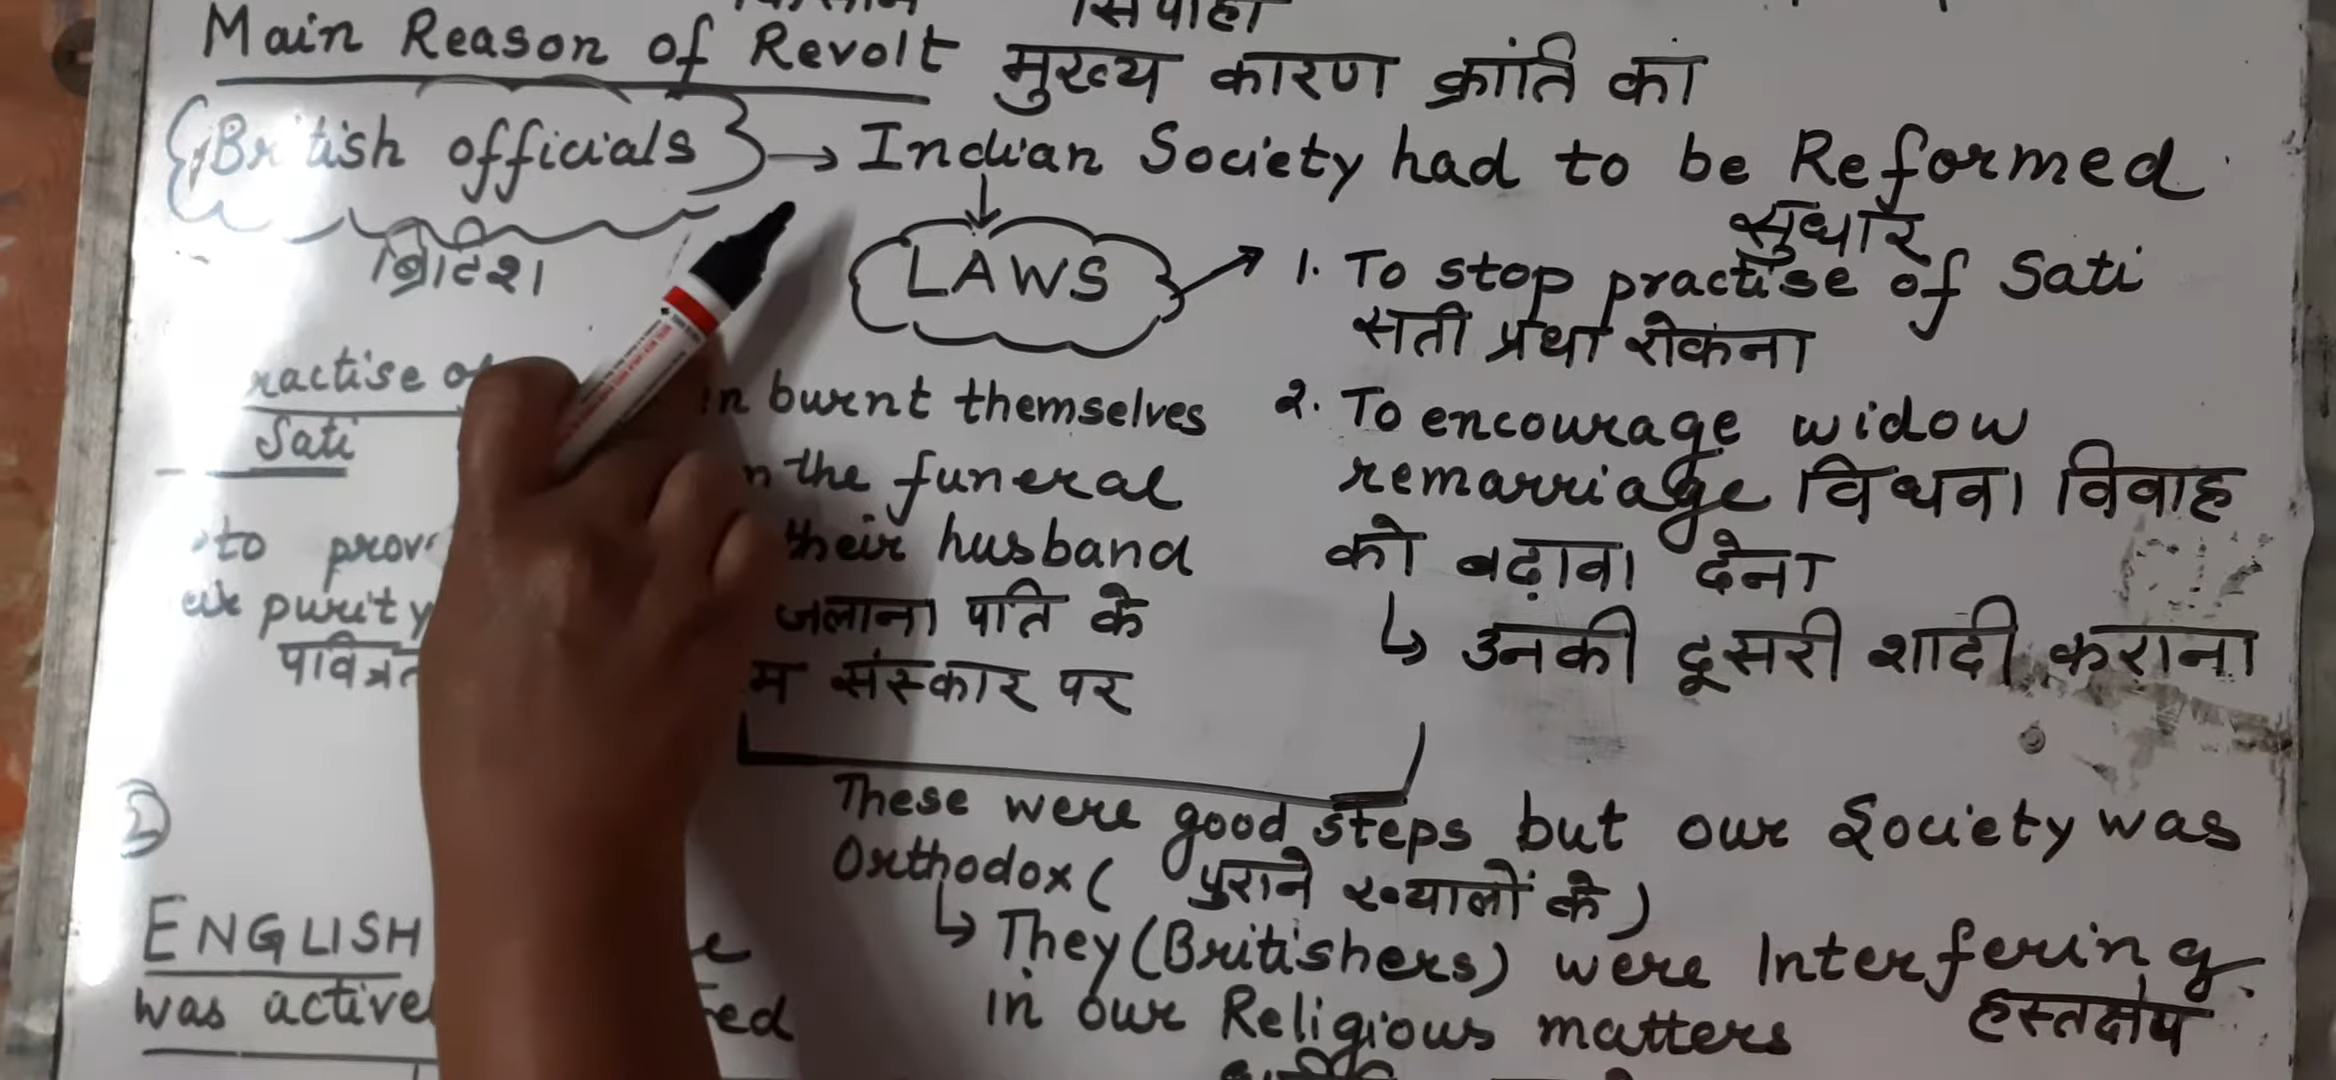 सिपाही
Main Reason of Revolt मुख्य कारण क्रांति का
British officials → Indian Society had to be Reformed
ब्रिटिश
सुधार
LAWS
1. To stop practise of Sati
सती प्रथा रोकना
ractise of
Sati
burnt themselves
the funeral
their husband
जलाना पति के
संस्कार पर
to prov
purity
पवित्रत
2. To encourage widow
remarriage विधवा विवाह
को बढ़ावा देना
↳ उनकी दूसरी शादी कराना
These were good steps but our Society was
Orthodox ( पुराने ख्यालों के )
↳ They (Britishers) were Interfering
हस्तक्षेप
in our Religious matters
2
ENGLISH
was active